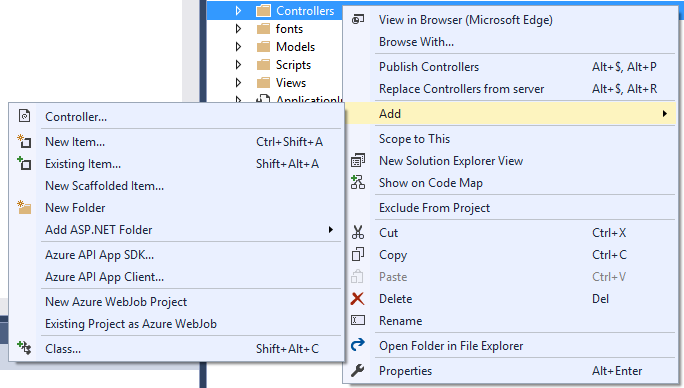 Controllers
fonts
Models
Scripts
Views
View in Browser (Microsoft Edge)
Browse With...
Publish Controllers Alt+$, Alt+P
Replace Controllers from server Alt+$, Alt+R
Add
Scope to This
New Solution Explorer View
Show on Code Map
Exclude From Project
Cut Ctrl+X
Copy Ctrl+C
Paste Ctrl+V
Delete Del
Rename
Open Folder in File Explorer
Properties Alt+Enter
Controller...
New Item... Ctrl+Shift+A
Existing Item... Shift+Alt+A
New Scaffolded Item...
New Folder
Add ASP.NET Folder
Azure API App SDK...
Azure API App Client...
New Azure WebJob Project
Existing Project as Azure WebJob
Class... Shift+Alt+C